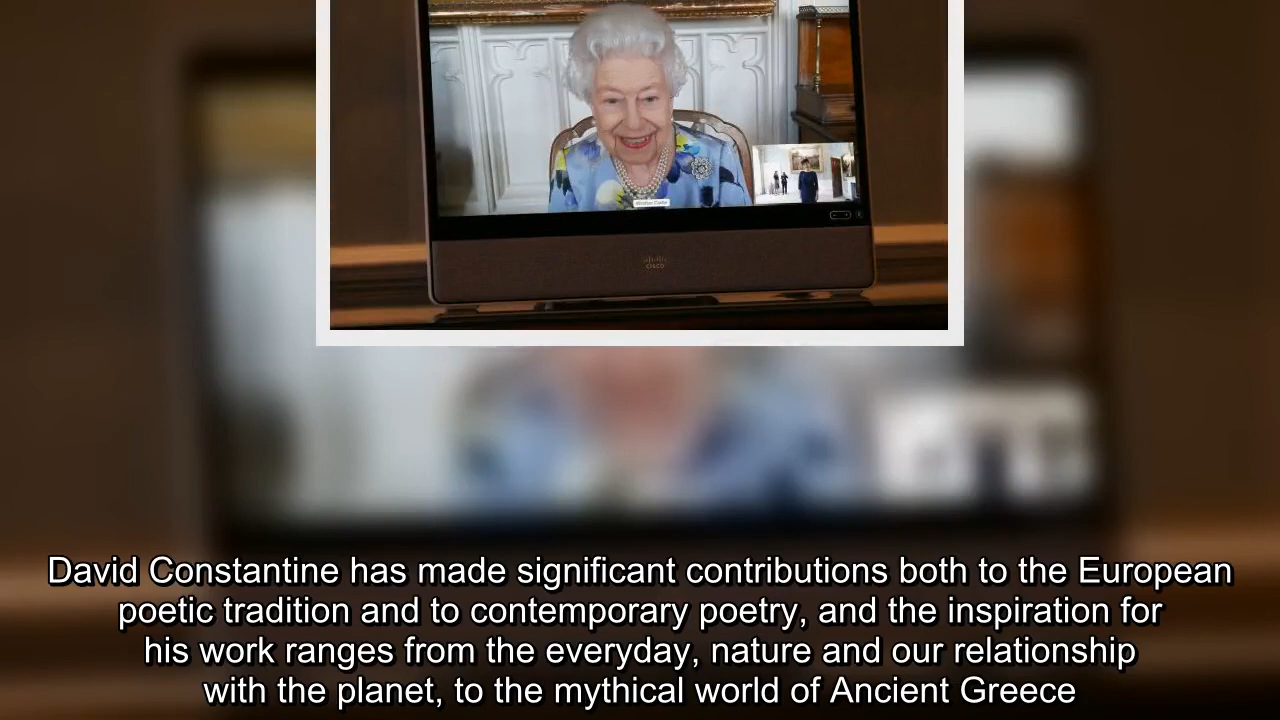 CISCO
David Constantine has made significant contributions both to the European
poetic tradition and to contemporary poetry, and the inspiration for
his work ranges from the everyday, nature and our relationship
with the planet, to the mythical world of Ancient Greece